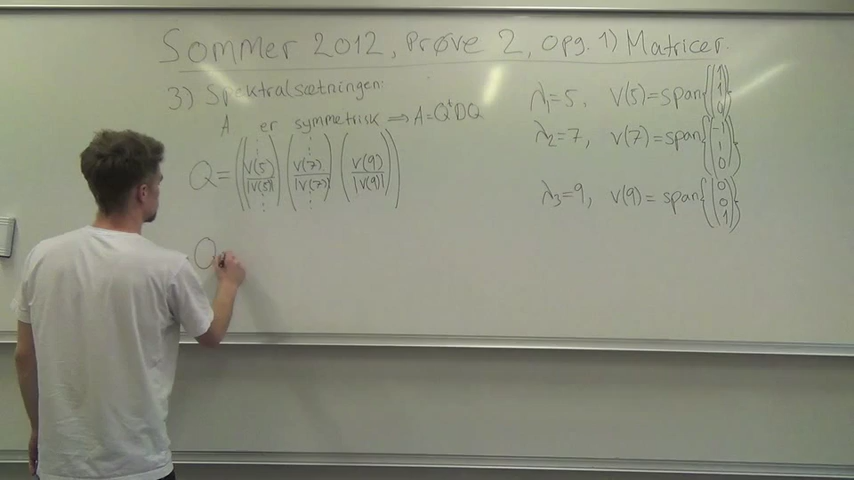 Sommer 2012, Prøve 2, opg. 1) Matricer.
3) Spektralsætningen:
A er symmetrisk ⇒ A=QᵗDQ
Q = ( ( ⋮ V(5)/|V(5)| ⋮ ) ( ⋮ V(7)/|V(7)| ⋮ ) ( V(9)/|V(9)| ) )
Q
λ₁=5, V(5)=span{(1 1 0)}
λ₂=7, V(7)=span{(-1 1 0)}
λ₃=9, V(9)=span{(0 0 1)}